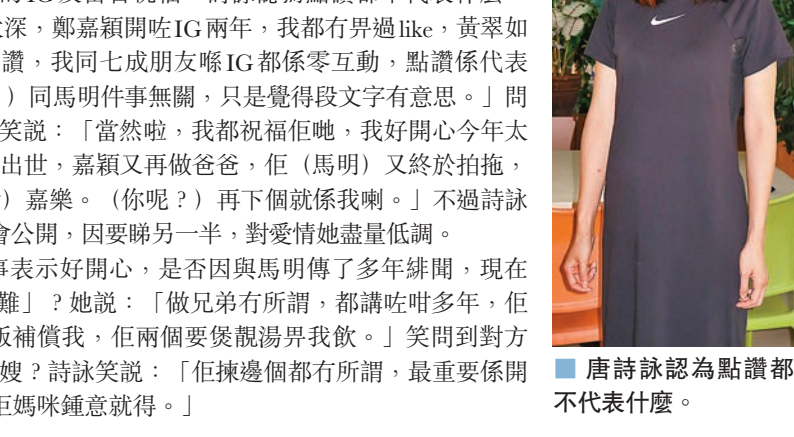 深，鄭嘉穎開咗IG兩年，我都冇畀過like，黃翠如
讚，我同七成朋友喺IG都係零互動，點讚係代表
）同馬明件事無關，只是覺得段文字有意思。」問
笑説：「當然啦，我都祝福佢哋，我好開心今年太
出世，嘉穎又再做爸爸，佢（馬明）又終於拍拖，
）嘉樂。（你呢？）再下個就係我喇。」不過詩詠
會公開，因要睇另一半，對愛情她盡量低調。
事表示好開心，是否因與馬明傳了多年緋聞，現在
難」？她説：「做兄弟冇所謂，都講咗咁多年，佢
飯補償我，佢兩個要煲靚湯畀我飲。」笑問到對方
嫂？詩詠笑説：「佢揀邊個都冇所謂，最重要係開
佢媽咪鍾意就得。」
■ 唐詩詠認為點讚都
不代表什麼。